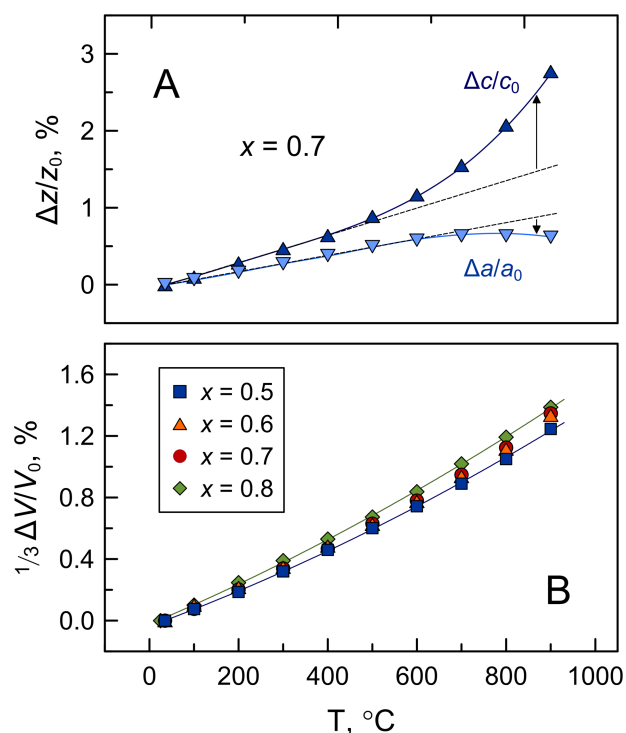 A
3
2
1
0
Δz/z₀, %
x = 0.7
Δc/c₀
Δa/a₀
B
1.6
1.2
0.8
0.4
0.0
¹/₃ ΔV/V₀, %
x = 0.5
x = 0.6
x = 0.7
x = 0.8
0 200 400 600 800 1000
T, °C